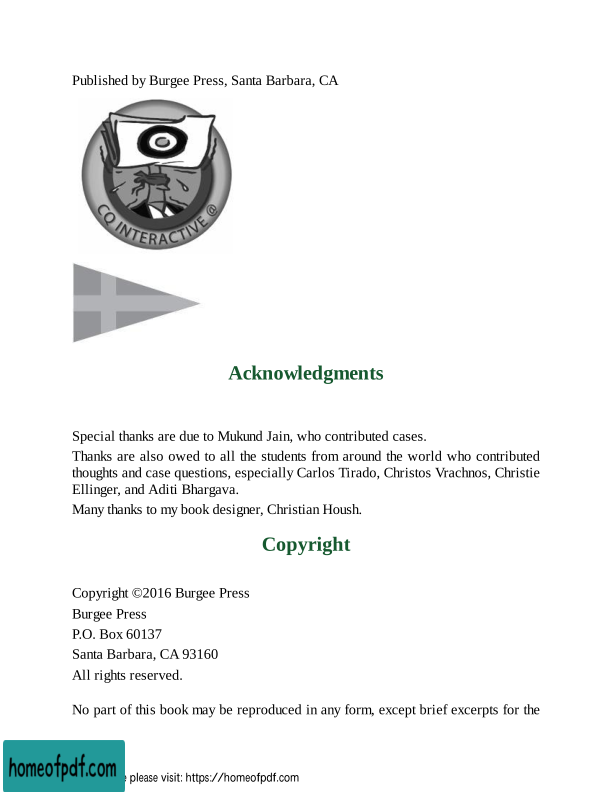 Published by Burgee Press, Santa Barbara, CA
CQ INTERACTIVE @
Acknowledgments
Special thanks are due to Mukund Jain, who contributed cases.
Thanks are also owed to all the students from around the world who contributed
thoughts and case questions, especially Carlos Tirado, Christos Vrachnos, Christie
Ellinger, and Aditi Bhargava.
Many thanks to my book designer, Christian Housh.
Copyright
Copyright ©2016 Burgee Press
Burgee Press
P.O. Box 60137
Santa Barbara, CA 93160
All rights reserved.
No part of this book may be reproduced in any form, except brief excerpts for the
homeofpdf.com
please visit: https://homeofpdf.com